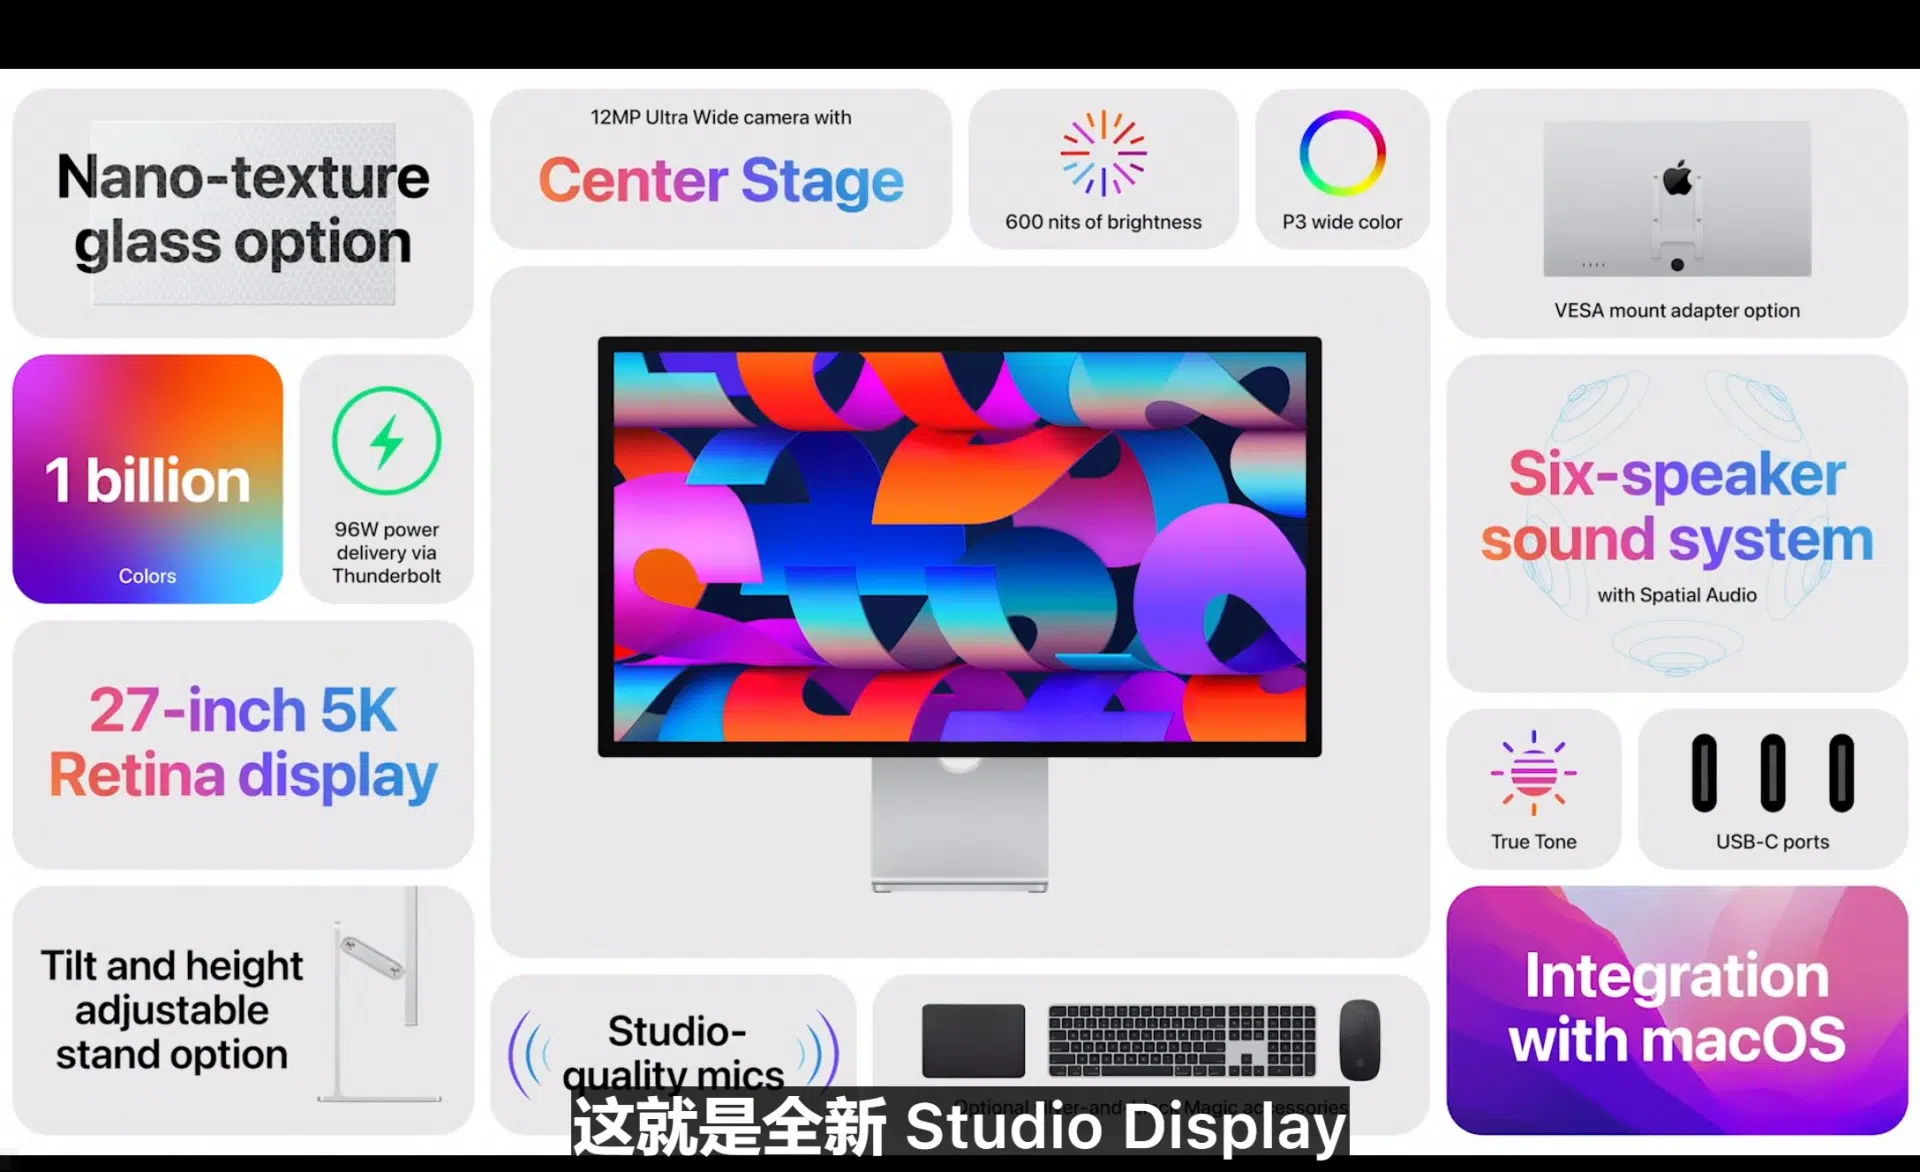 Nano-texture
glass option
12MP Ultra Wide camera with
Center Stage
600 nits of brightness
P3 wide color
VESA mount adapter option
1 billion
Colors
96W power
delivery via
Thunderbolt
Six-speaker
sound system
with Spatial Audio
27-inch 5K
Retina display
True Tone
USB-C ports
Tilt and height
adjustable
stand option
Studio-
quality mics
Optional silver-and-black Magic accessories
Integration
with macOS
这就是全新 Studio Display